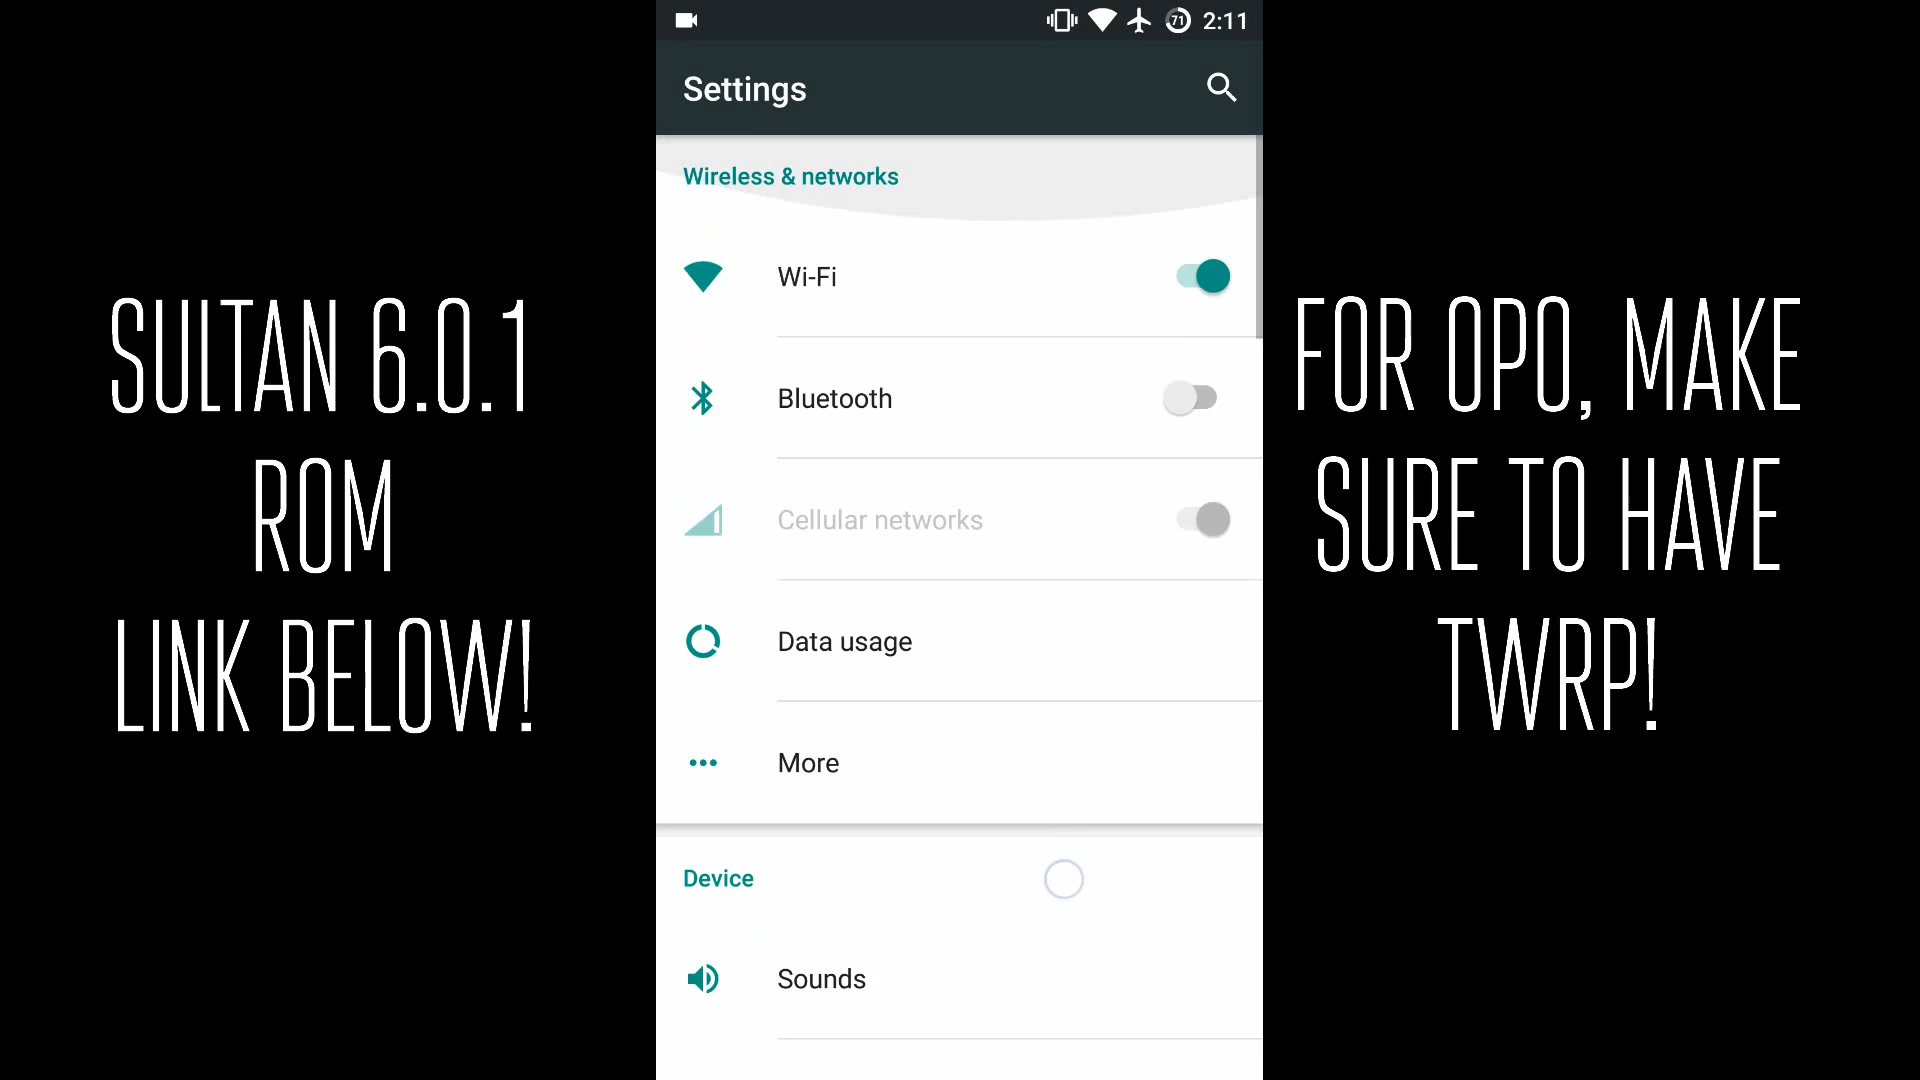 71 2:11
Settings
Wireless & networks
Wi-Fi
Bluetooth
Cellular networks
Data usage
More
Device
Sounds
SULTAN 6.0.1
ROM
LINK BELOW!
FOR OPO, MAKE
SURE TO HAVE
TWRP!